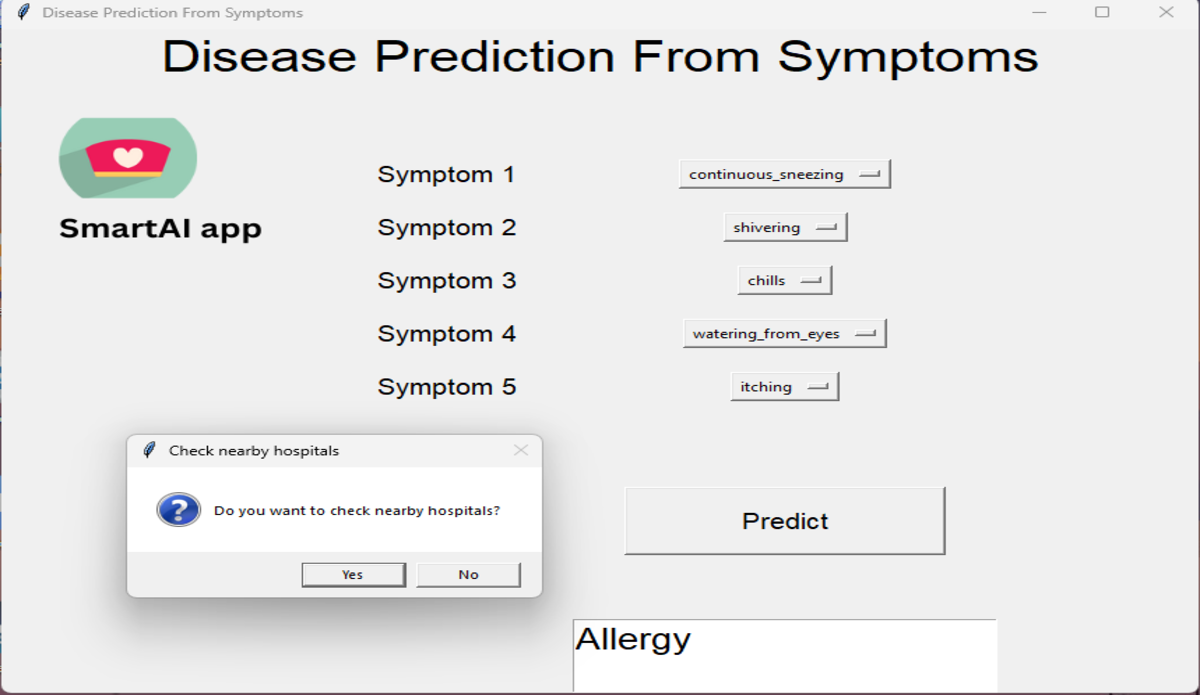 Disease Prediction From Symptoms
Disease Prediction From Symptoms
SmartAI app
Symptom 1 continuous_sneezing
Symptom 2 shivering
Symptom 3 chills
Symptom 4 watering_from_eyes
Symptom 5 itching
Check nearby hospitals
Do you want to check nearby hospitals?
Yes No
Predict
Allergy